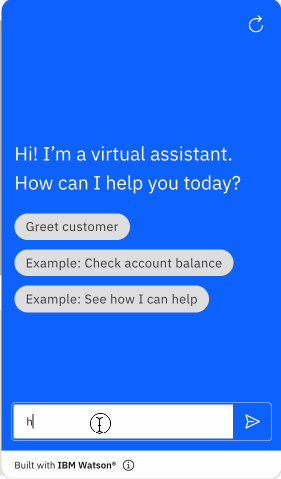 Hi! I’m a virtual assistant.
How can I help you today?
Greet customer
Example: Check account balance
Example: See how I can help
h
Built with IBM Watson®